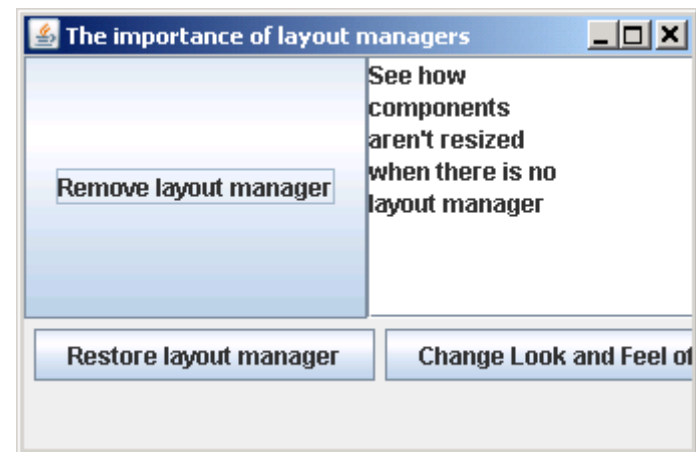 The importance of layout managers
Remove layout manager
See how
components
aren't resized
when there is no
layout manager
Restore layout manager
Change Look and Feel of